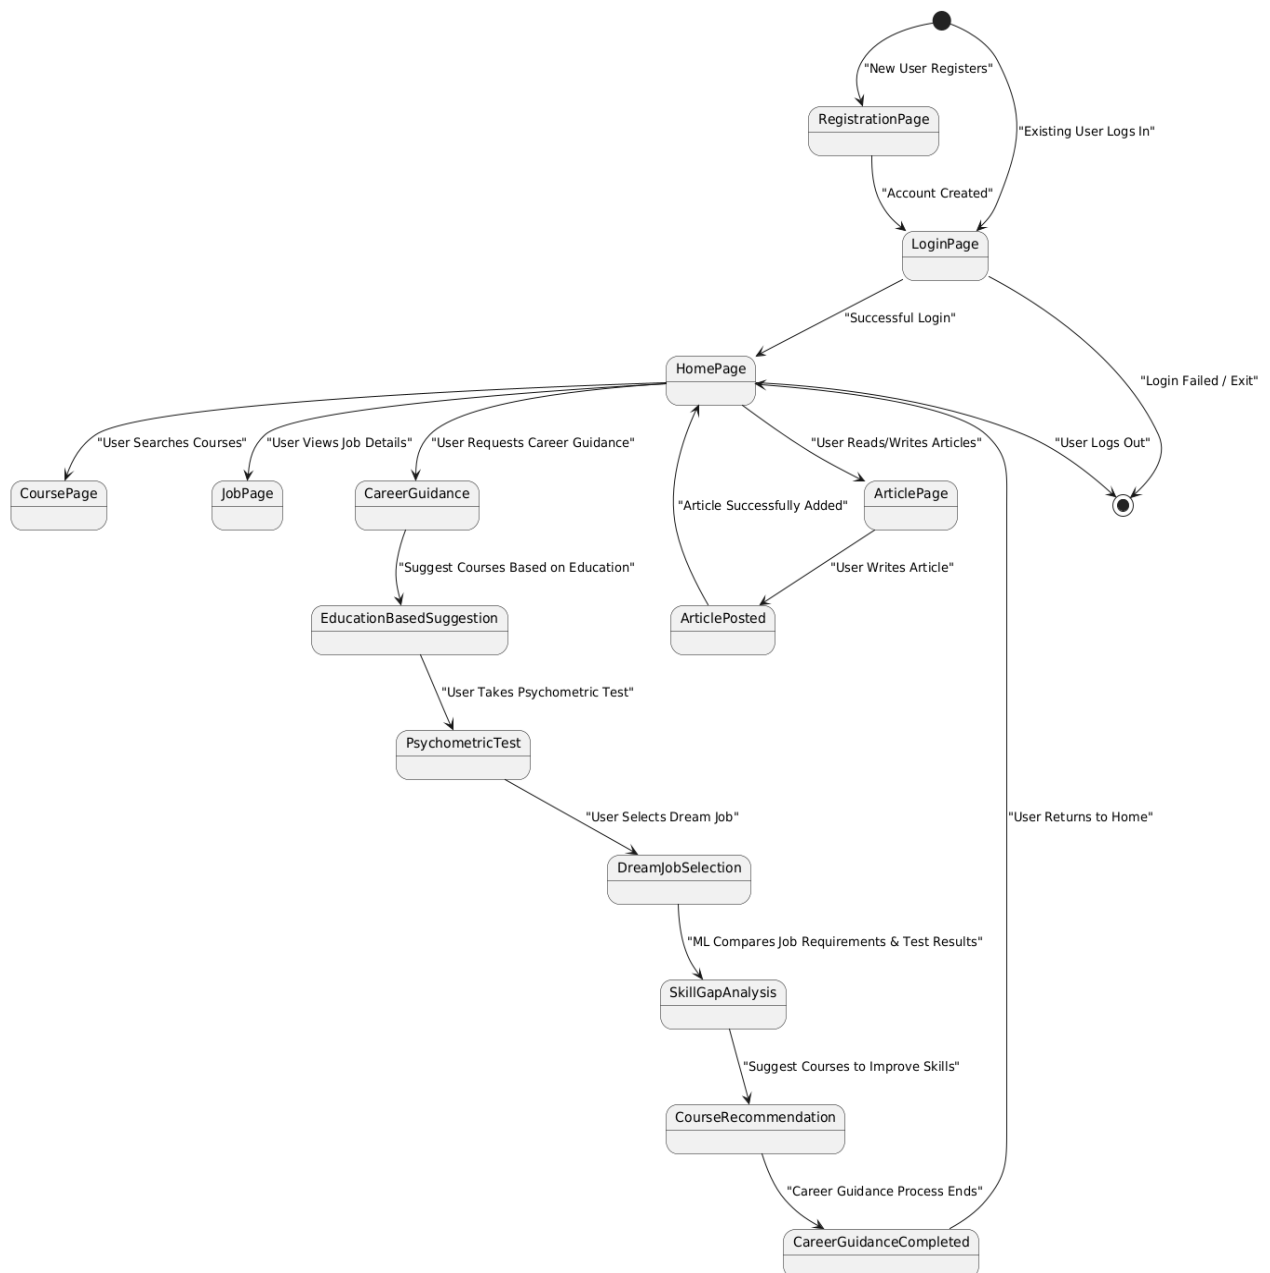 "New User Registers"
RegistrationPage
"Existing User Logs In"
"Account Created"
LoginPage
"Successful Login"
HomePage
"Login Failed / Exit"
"User Searches Courses"
"User Views Job Details"
"User Requests Career Guidance"
"User Reads/Writes Articles"
"User Logs Out"
CoursePage
JobPage
CareerGuidance
"Article Successfully Added"
ArticlePage
"Suggest Courses Based on Education"
"User Writes Article"
EducationBasedSuggestion
ArticlePosted
"User Takes Psychometric Test"
PsychometricTest
"User Selects Dream Job"
"User Returns to Home"
DreamJobSelection
"ML Compares Job Requirements & Test Results"
SkillGapAnalysis
"Suggest Courses to Improve Skills"
CourseRecommendation
"Career Guidance Process Ends"
CareerGuidanceCompleted